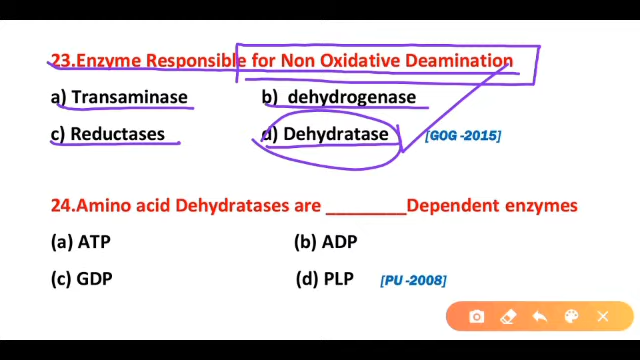 23.Enzyme Responsible for Non Oxidative Deamination
a) Transaminase b) dehydrogenase
c) Reductases d) Dehydratase [GOG -2015]
24.Amino acid Dehydratases are ________Dependent enzymes
(a) ATP (b) ADP
(c) GDP (d) PLP [PU -2008]